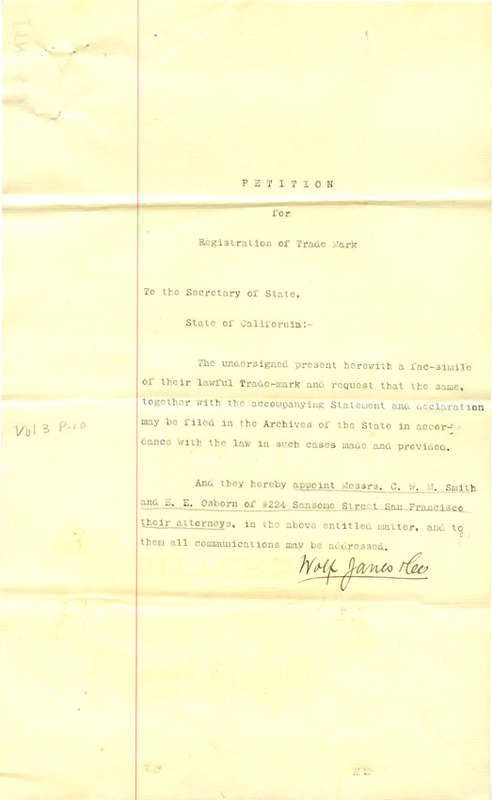 PETITION
for
Registration of Trade Mark
To the Secretary of State,
State of California:-
The undersigned present herewith a fac-simile
of their lawful Trade-mark and request that the same,
together with the accompanying Statement and declaration
may be filed in the Archives of the State in accor-
dance with the law in such cases made and provided.
Vol 3 P-10
And they hereby appoint Messrs. C. W. M. Smith
and E. E. Osborn of #224 Sansome Street San Francisco
their attorneys, in the above entitled matter, and to
them all communications may be addressed.
Wolf Janes & Co